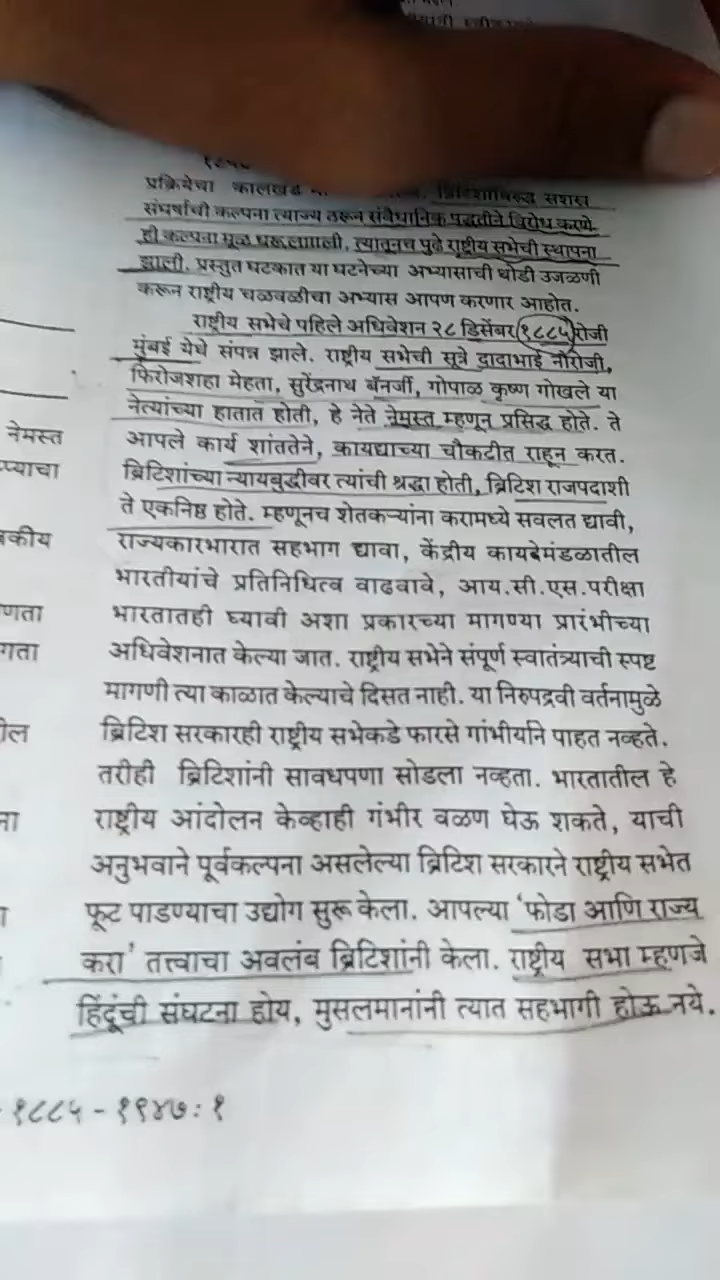 प्रक्रियेचा कालखंड ब्रिटिशांविरुद्ध सशस्त्र
संघर्षाची कल्पना त्याज्य ठरून संवैधानिक पद्धतीने विरोध करणे
ही कल्पना मूळ धरू लागली, त्यातूनच पुढे राष्ट्रीय सभेची स्थापना
झाली. प्रस्तुत घटकात या घटनेच्या अभ्यासाची थोडी उजळणी
करून राष्ट्रीय चळवळीचा अभ्यास आपण करणार आहोत.
राष्ट्रीय सभेचे पहिले अधिवेशन २८ डिसेंबर १८८५ रोजी
मुंबई येथे संपन्न झाले. राष्ट्रीय सभेची सूत्रे दादाभाई नौरोजी,
फिरोजशहा मेहता, सुरेंद्रनाथ बॅनर्जी, गोपाळ कृष्ण गोखले या
नेत्यांच्या हातात होती, हे नेते नेमस्त म्हणून प्रसिद्ध होते. ते
नेमस्त आपले कार्य शांततेने, कायद्याच्या चौकटीत राहून करत.
प्याचा ब्रिटिशांच्या न्यायबुद्धीवर त्यांची श्रद्धा होती, ब्रिटिश राजपदाशी
ते एकनिष्ठ होते. म्हणूनच शेतकऱ्यांना करामध्ये सवलत द्यावी,
कीय राज्यकारभारात सहभाग द्यावा, केंद्रीय कायदेमंडळातील
भारतीयांचे प्रतिनिधित्व वाढवावे, आय.सी.एस.परीक्षा
णता भारतातही घ्यावी अशा प्रकारच्या मागण्या प्रारंभीच्या
गता अधिवेशनात केल्या जात. राष्ट्रीय सभेने संपूर्ण स्वातंत्र्याची स्पष्ट
मागणी त्या काळात केल्याचे दिसत नाही. या निरुपद्रवी वर्तनामुळे
ील ब्रिटिश सरकारही राष्ट्रीय सभेकडे फारसे गांभीर्याने पाहत नव्हते.
तरीही ब्रिटिशांनी सावधपणा सोडला नव्हता. भारतातील हे
ना राष्ट्रीय आंदोलन केव्हाही गंभीर वळण घेऊ शकते, याची
अनुभवाने पूर्वकल्पना असलेल्या ब्रिटिश सरकारने राष्ट्रीय सभेत
फूट पाडण्याचा उद्योग सुरू केला. आपल्या 'फोडा आणि राज्य
करा' तत्त्वाचा अवलंब ब्रिटिशांनी केला. राष्ट्रीय सभा म्हणजे
हिंदूंची संघटना होय, मुसलमानांनी त्यात सहभागी होऊ नये.
१८८५ - १९४७ : १